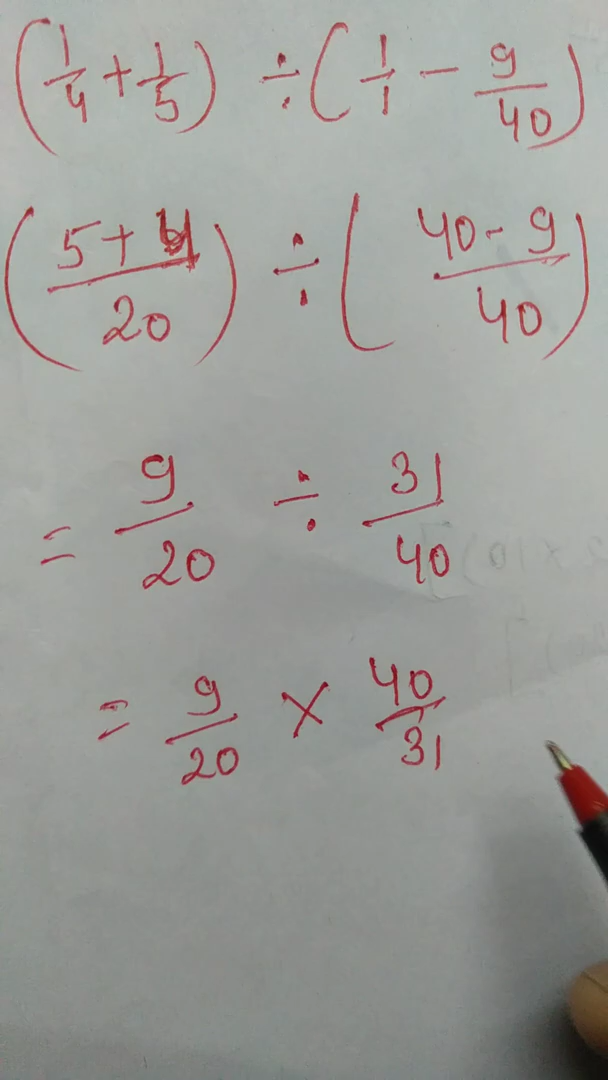 (1/4 + 1/5) ÷ (1/1 − 9/40)
(5+4/20) ÷ (40-9/40)
= 9/20 ÷ 31/40
= 9/20 × 40/31